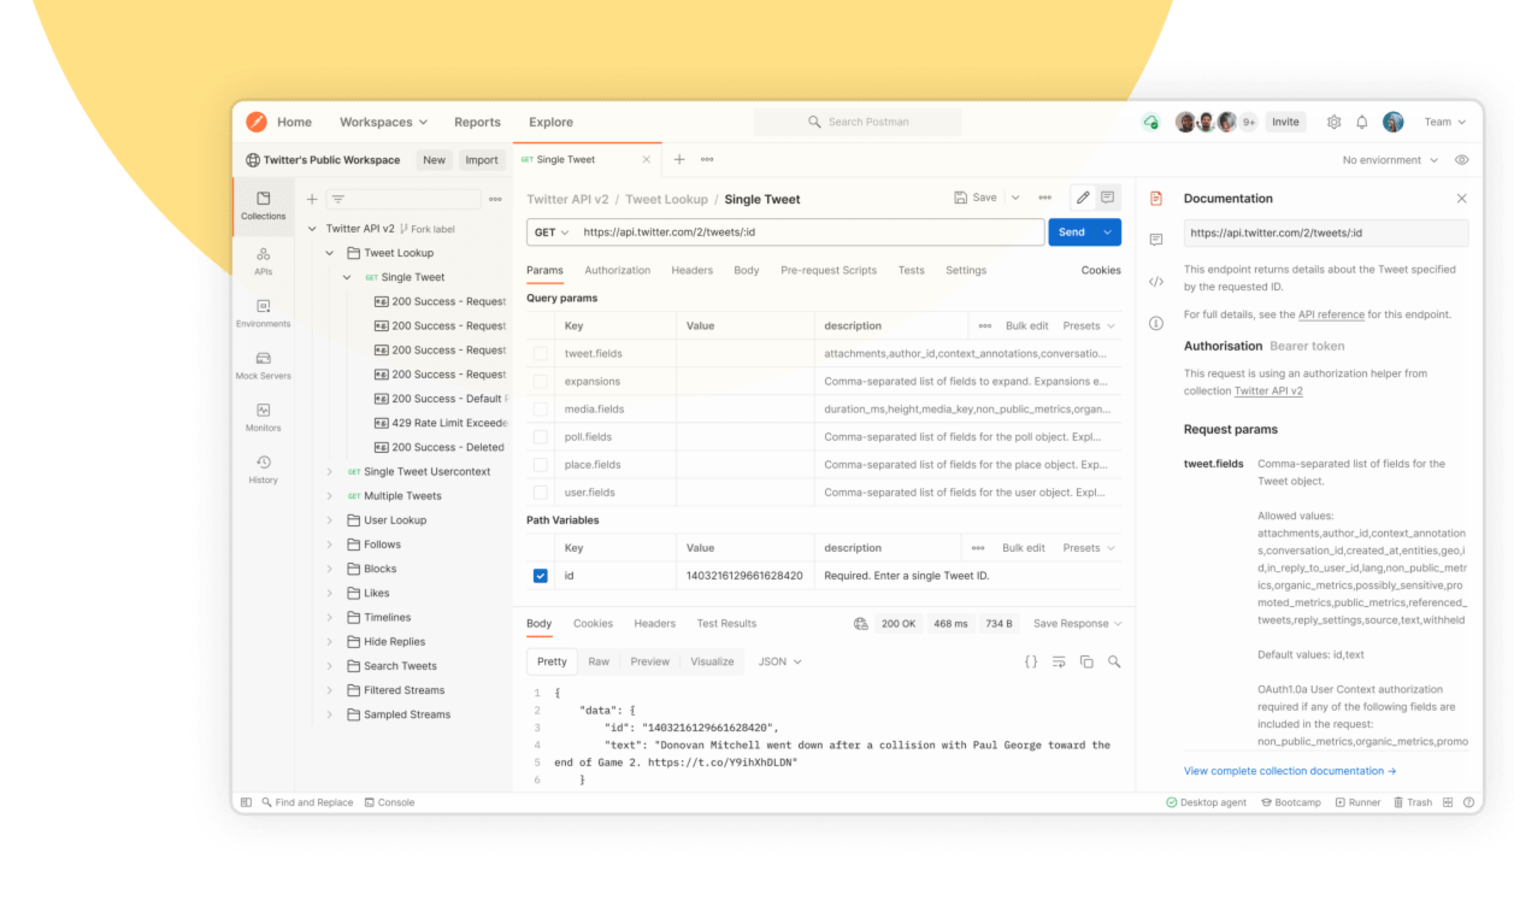 Home
Workspaces
Reports
Explore
Search Postman
9+
Invite
Team
Twitter's Public Workspace
New
Import
GET Single Tweet
No enviornment
Collections
APIs
Environments
Mock Servers
Monitors
History
Twitter API v2 Fork label
Tweet Lookup
GET Single Tweet
e.g. 200 Success - Request
e.g. 200 Success - Request
e.g. 200 Success - Request
e.g. 200 Success - Request
e.g. 200 Success - Default
e.g. 429 Rate Limit Exceede
e.g. 200 Success - Deleted
GET Single Tweet Usercontext
GET Multiple Tweets
User Lookup
Follows
Blocks
Likes
Timelines
Hide Replies
Search Tweets
Filtered Streams
Sampled Streams
Twitter API v2 / Tweet Lookup / Single Tweet
Save
GET https://api.twitter.com/2/tweets/:id
Send
Params Authorization Headers Body Pre-request Scripts Tests Settings Cookies
Query params
Key Value description Bulk edit Presets
tweet.fields attachments,author_id,context_annotations,conversatio...
expansions Comma-separated list of fields to expand. Expansions e...
media.fields duration_ms,height,media_key,non_public_metrics,organ...
poll.fields Comma-separated list of fields for the poll object. Expl...
place.fields Comma-separated list of fields for the place object. Exp...
user.fields Comma-separated list of fields for the user object. Expl...
Path Variables
Key Value description Bulk edit Presets
id 1403216129661628420 Required. Enter a single Tweet ID.
Body Cookies Headers Test Results 200 OK 468 ms 734 B Save Response
Pretty Raw Preview Visualize JSON {}
1 {
2 "data": {
3 "id": "1403216129661628420",
4 "text": "Donovan Mitchell went down after a collision with Paul George toward the
5 end of Game 2. https://t.co/Y9ihXhDLDN"
6 }
Documentation
https://api.twitter.com/2/tweets/:id
This endpoint returns details about the Tweet specified
by the requested ID.
For full details, see the API reference for this endpoint.
Authorisation Bearer token
This request is using an authorization helper from
collection Twitter API v2
Request params
tweet.fields Comma-separated list of fields for the
Tweet object.
Allowed values:
attachments,author_id,context_annotation
s,conversation_id,created_at,entities,geo,i
d,in_reply_to_user_id,lang,non_public_metr
ics,organic_metrics,possibly_sensitive,pro
moted_metrics,public_metrics,referenced_
tweets,reply_settings,source,text,withheld
Default values: id,text
OAuth1.0a User Context authorization
required if any of the following fields are
included in the request:
non_public_metrics,organic_metrics,promo
View complete collection documentation →
Find and Replace
Console
Desktop agent
Bootcamp
Runner
Trash